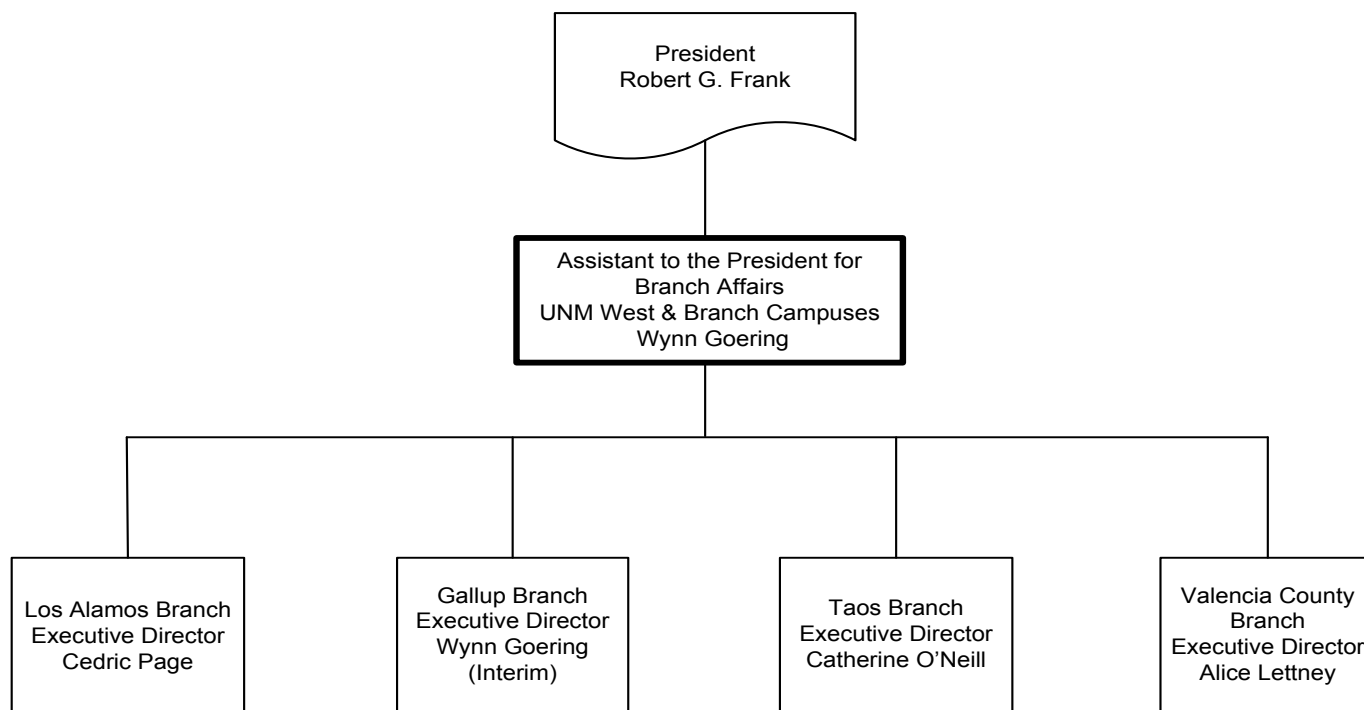 President
Robert G. Frank
Assistant to the President for
Branch Affairs
UNM West & Branch Campuses
Wynn Goering
Los Alamos Branch
Executive Director
Cedric Page
Gallup Branch
Executive Director
Wynn Goering
(Interim)
Taos Branch
Executive Director
Catherine O’Neill
Valencia County
Branch
Executive Director
Alice Lettney